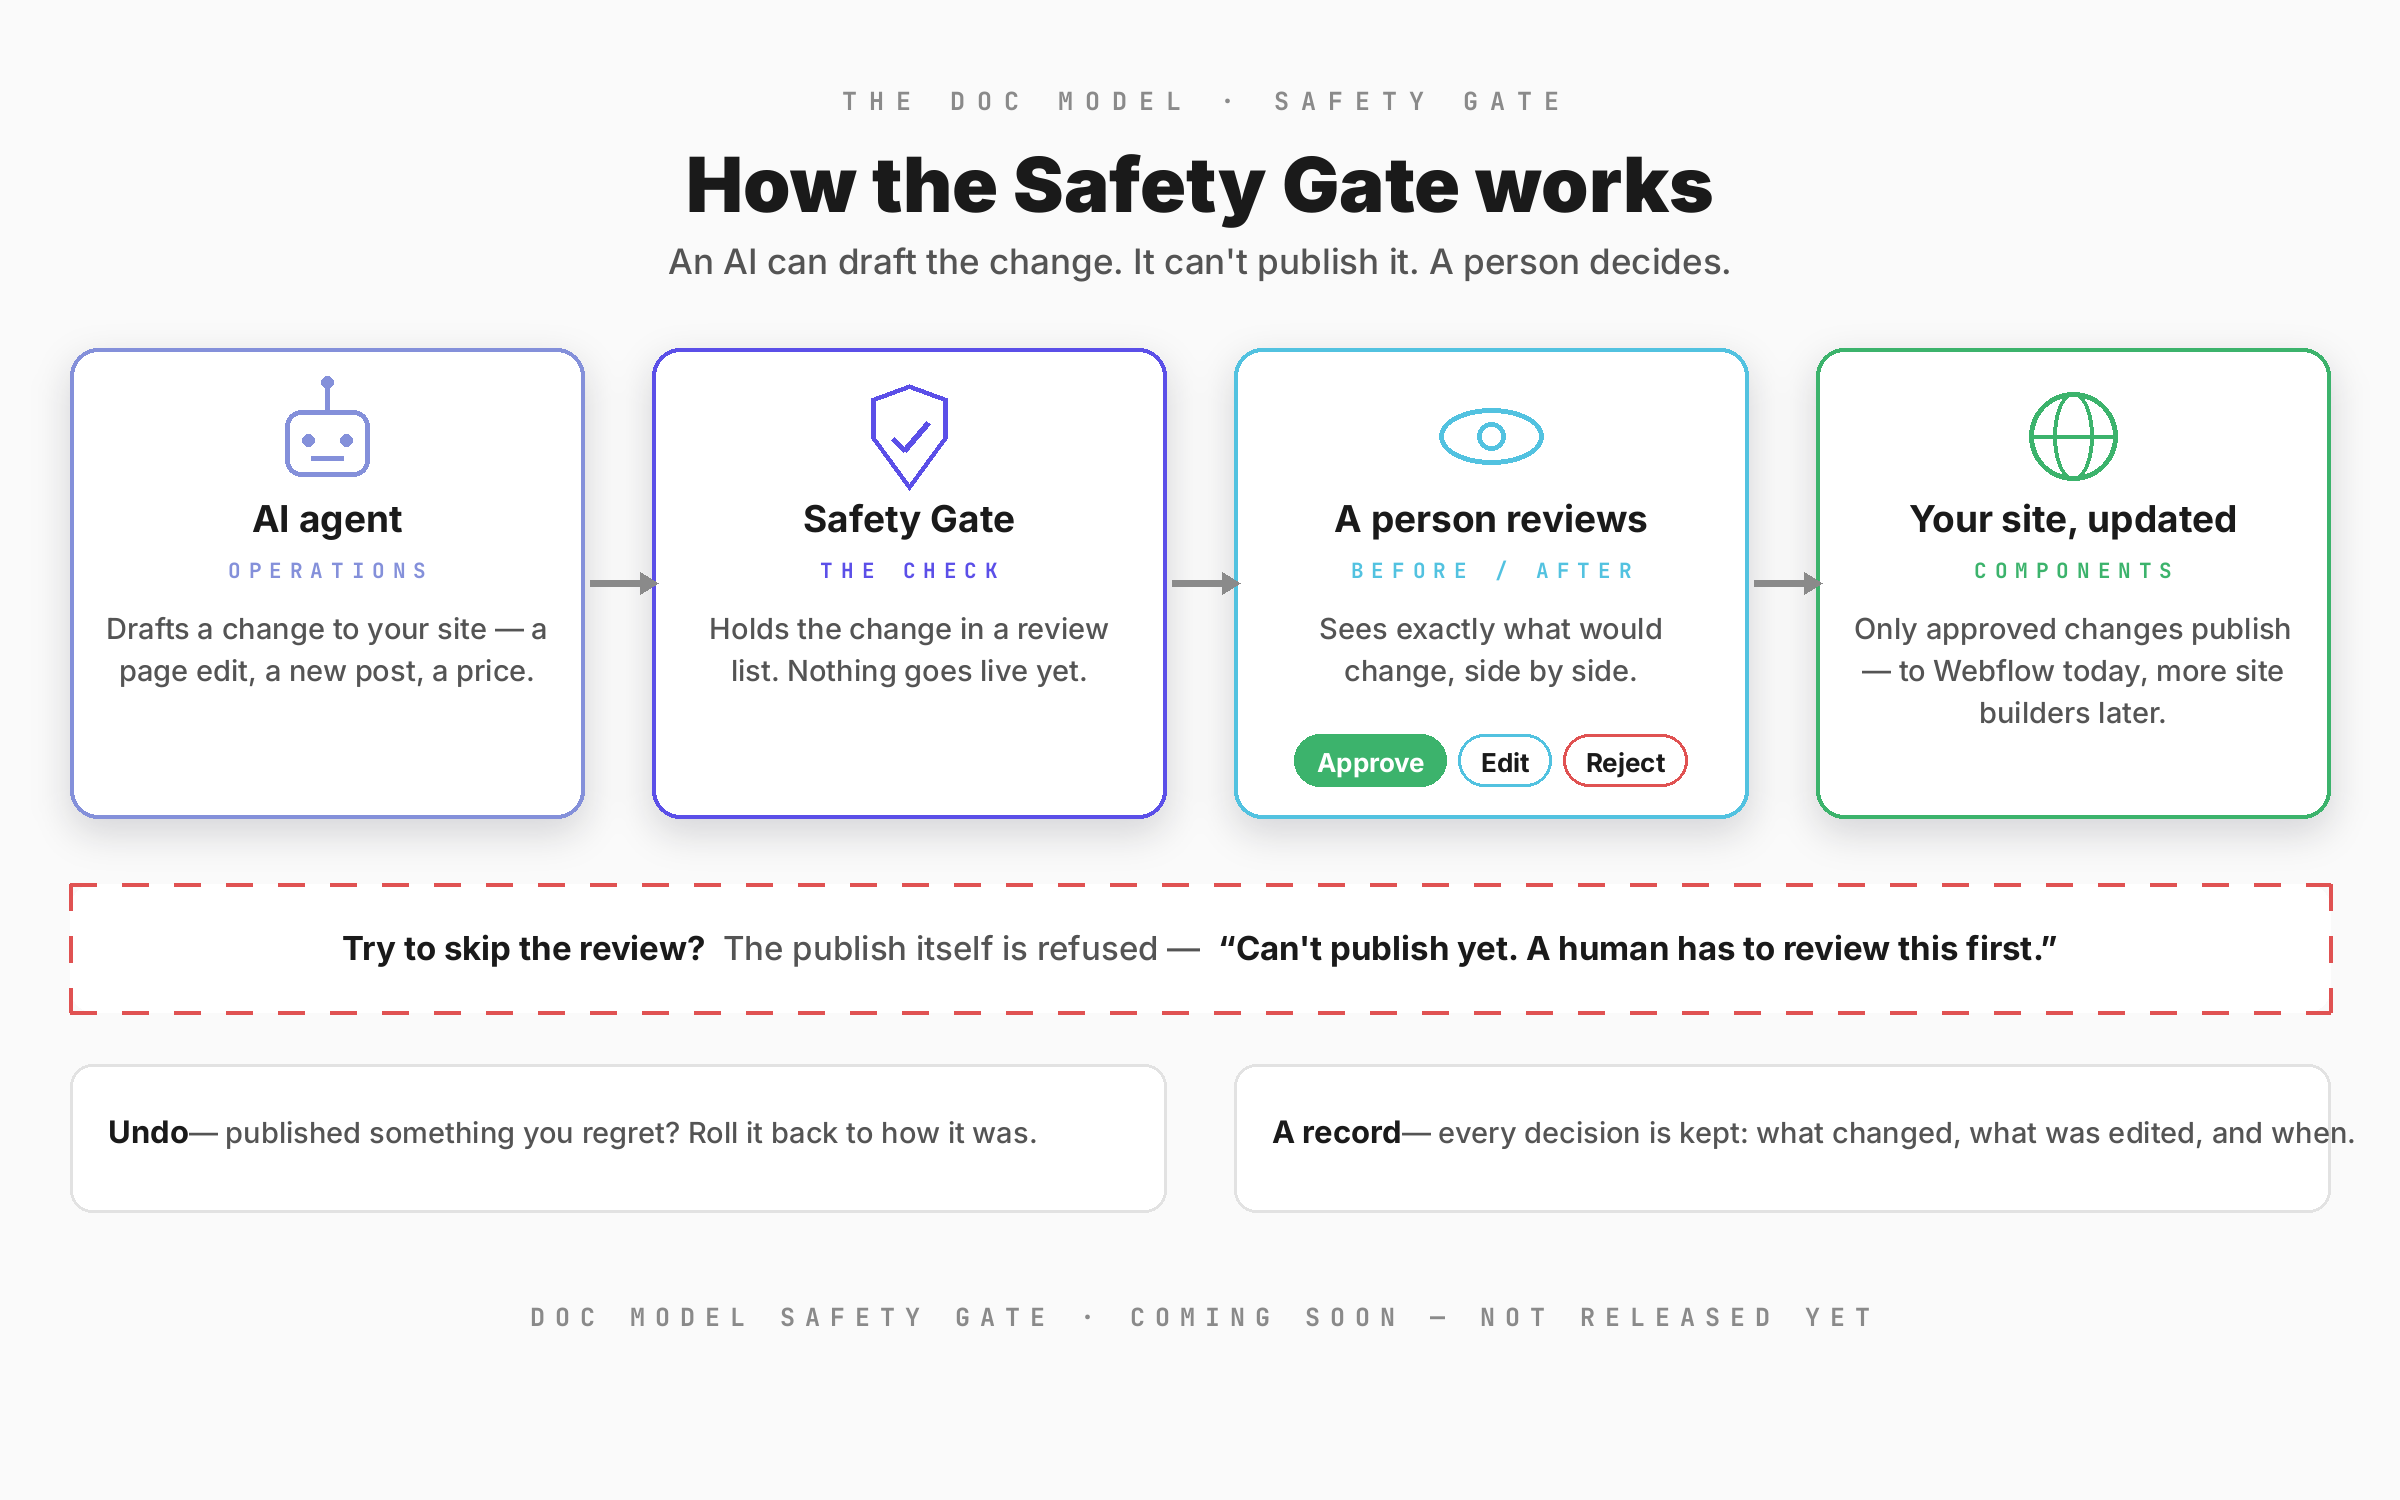 THE DOC MODEL · SAFETY GATE
How the Safety Gate works
An AI can draft the change. It can't publish it. A person decides.
AI agent
OPERATIONS
Drafts a change to your site — a
page edit, a new post, a price.
Safety Gate
THE CHECK
Holds the change in a review
list. Nothing goes live yet.
A person reviews
BEFORE / AFTER
Sees exactly what would
change, side by side.
Approve
Edit
Reject
Your site, updated
COMPONENTS
Only approved changes publish
— to Webflow today, more site
builders later.
Try to skip the review? The publish itself is refused — “Can't publish yet. A human has to review this first.”
Undo— published something you regret? Roll it back to how it was.
A record— every decision is kept: what changed, what was edited, and when.
DOC MODEL SAFETY GATE · COMING SOON — NOT RELEASED YET